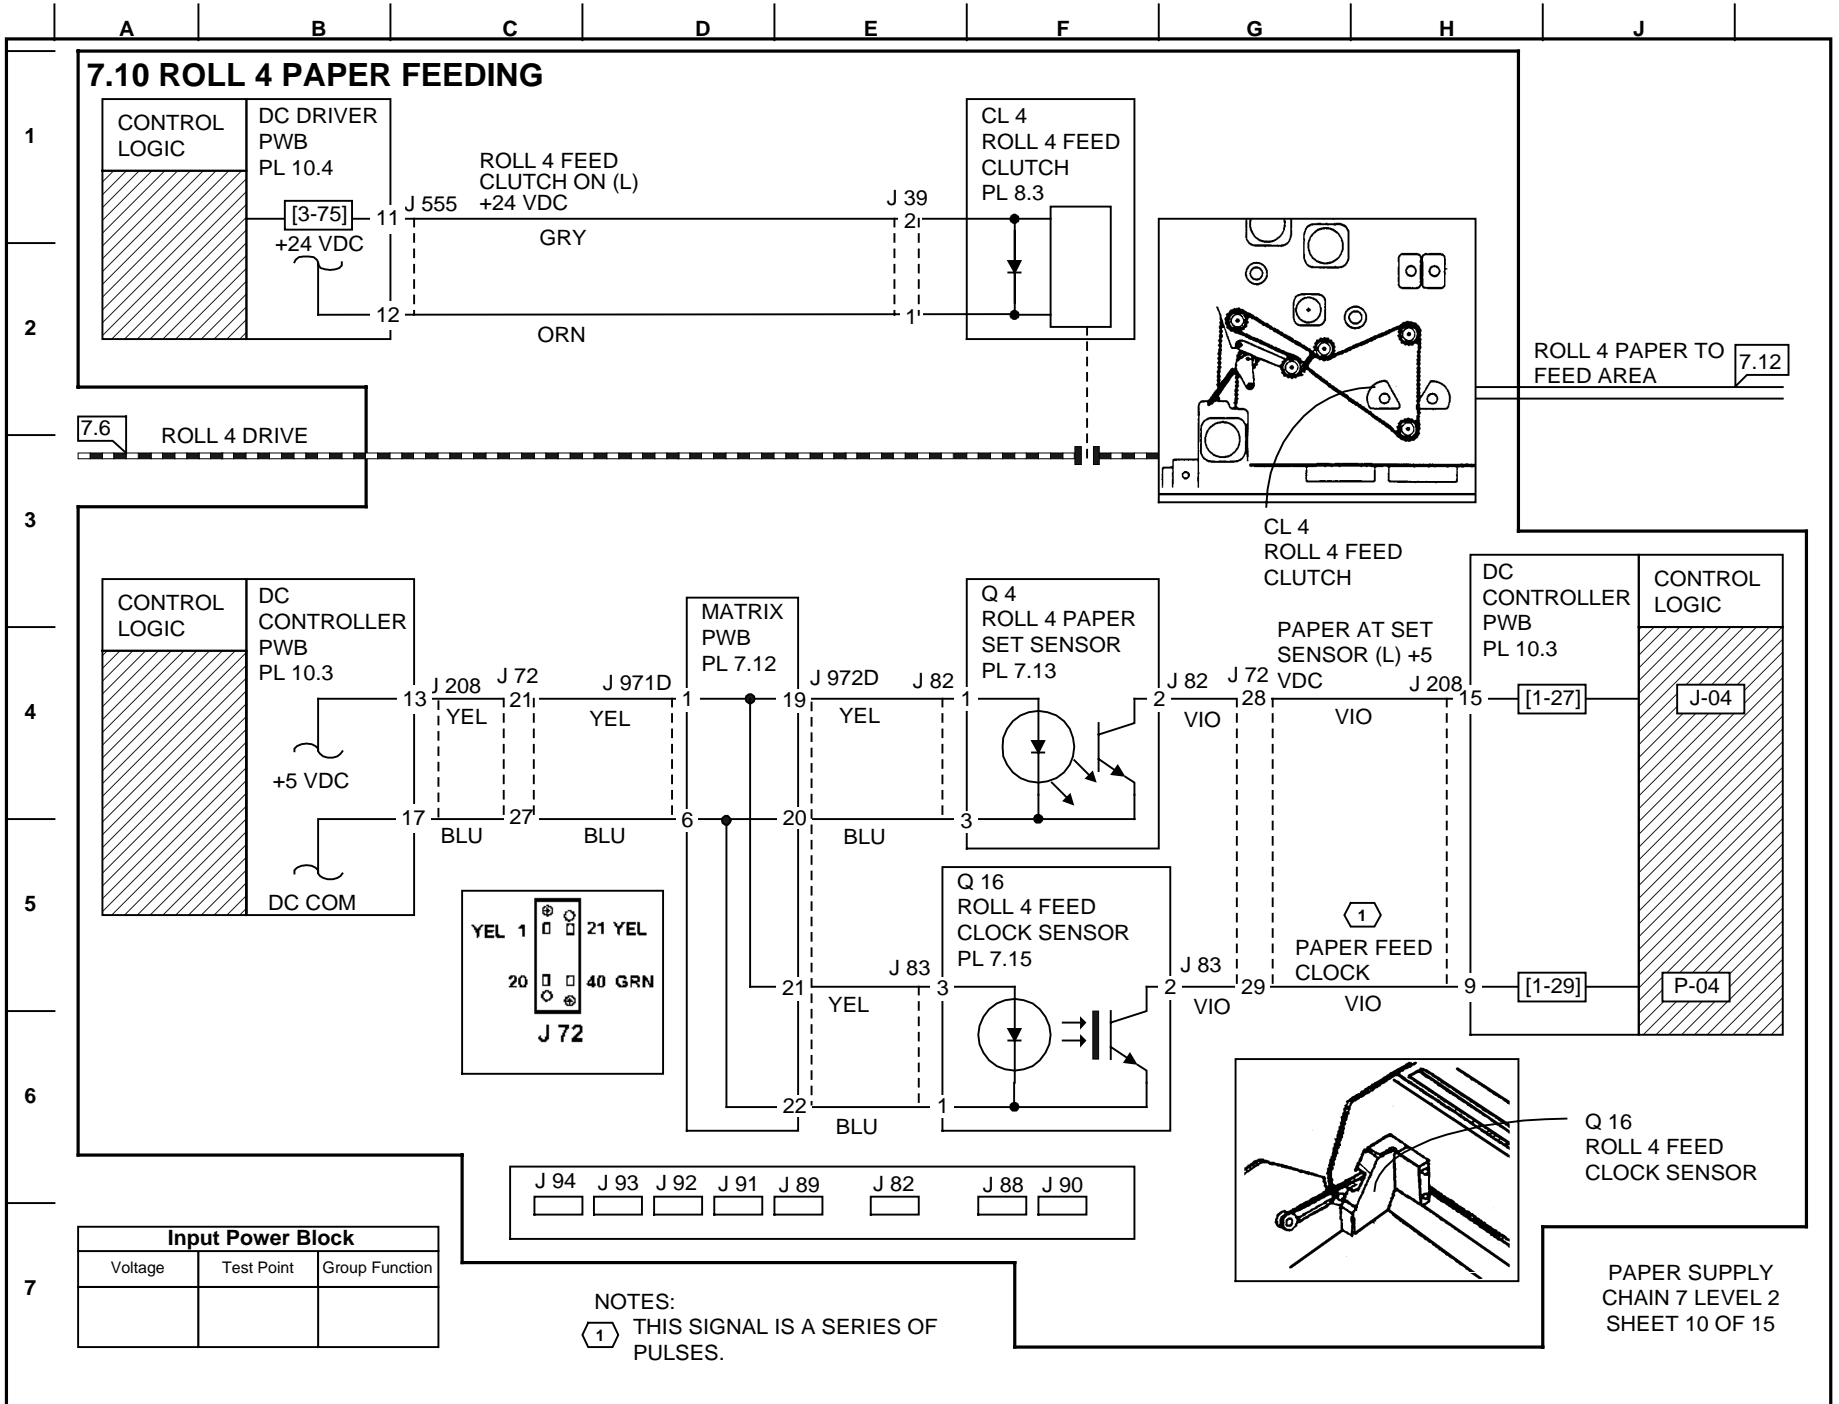 A B C D E F G H J
7.10 ROLL 4 PAPER FEEDING
1
CONTROL
LOGIC
DC DRIVER
PWB
PL 10.4
[3-75]
+24 VDC
11
J 555
12
ROLL 4 FEED
CLUTCH ON (L)
+24 VDC
GRY
ORN
J 39
2
1
CL 4
ROLL 4 FEED
CLUTCH
PL 8.3
2
ROLL 4 PAPER TO
FEED AREA
7.12
7.6
ROLL 4 DRIVE
3
CL 4
ROLL 4 FEED
CLUTCH
CONTROL
LOGIC
DC
CONTROLLER
PWB
PL 10.3
+5 VDC
DC COM
13
J 208
YEL
J 72
21
YEL
J 971D
1
17
BLU
27
BLU
6
MATRIX
PWB
PL 7.12
19
J 972D
YEL
J 82
1
20
BLU
3
Q 4
ROLL 4 PAPER
SET SENSOR
PL 7.13
2
J 82
VIO
J 72
28
PAPER AT SET
SENSOR (L) +5
VDC
VIO
J 208
15
DC
CONTROLLER
PWB
PL 10.3
[1-27]
CONTROL
LOGIC
J-04
4
5
YEL 1
21 YEL
20
40 GRN
J 72
21
YEL
J 83
3
22
BLU
1
Q 16
ROLL 4 FEED
CLOCK SENSOR
PL 7.15
2
J 83
VIO
29
1
PAPER FEED
CLOCK
VIO
9
[1-29]
P-04
6
Q 16
ROLL 4 FEED
CLOCK SENSOR
J 94 J 93 J 92 J 91 J 89 J 82 J 88 J 90
7
Input Power Block
Voltage Test Point Group Function
NOTES:
1 THIS SIGNAL IS A SERIES OF
PULSES.
PAPER SUPPLY
CHAIN 7 LEVEL 2
SHEET 10 OF 15